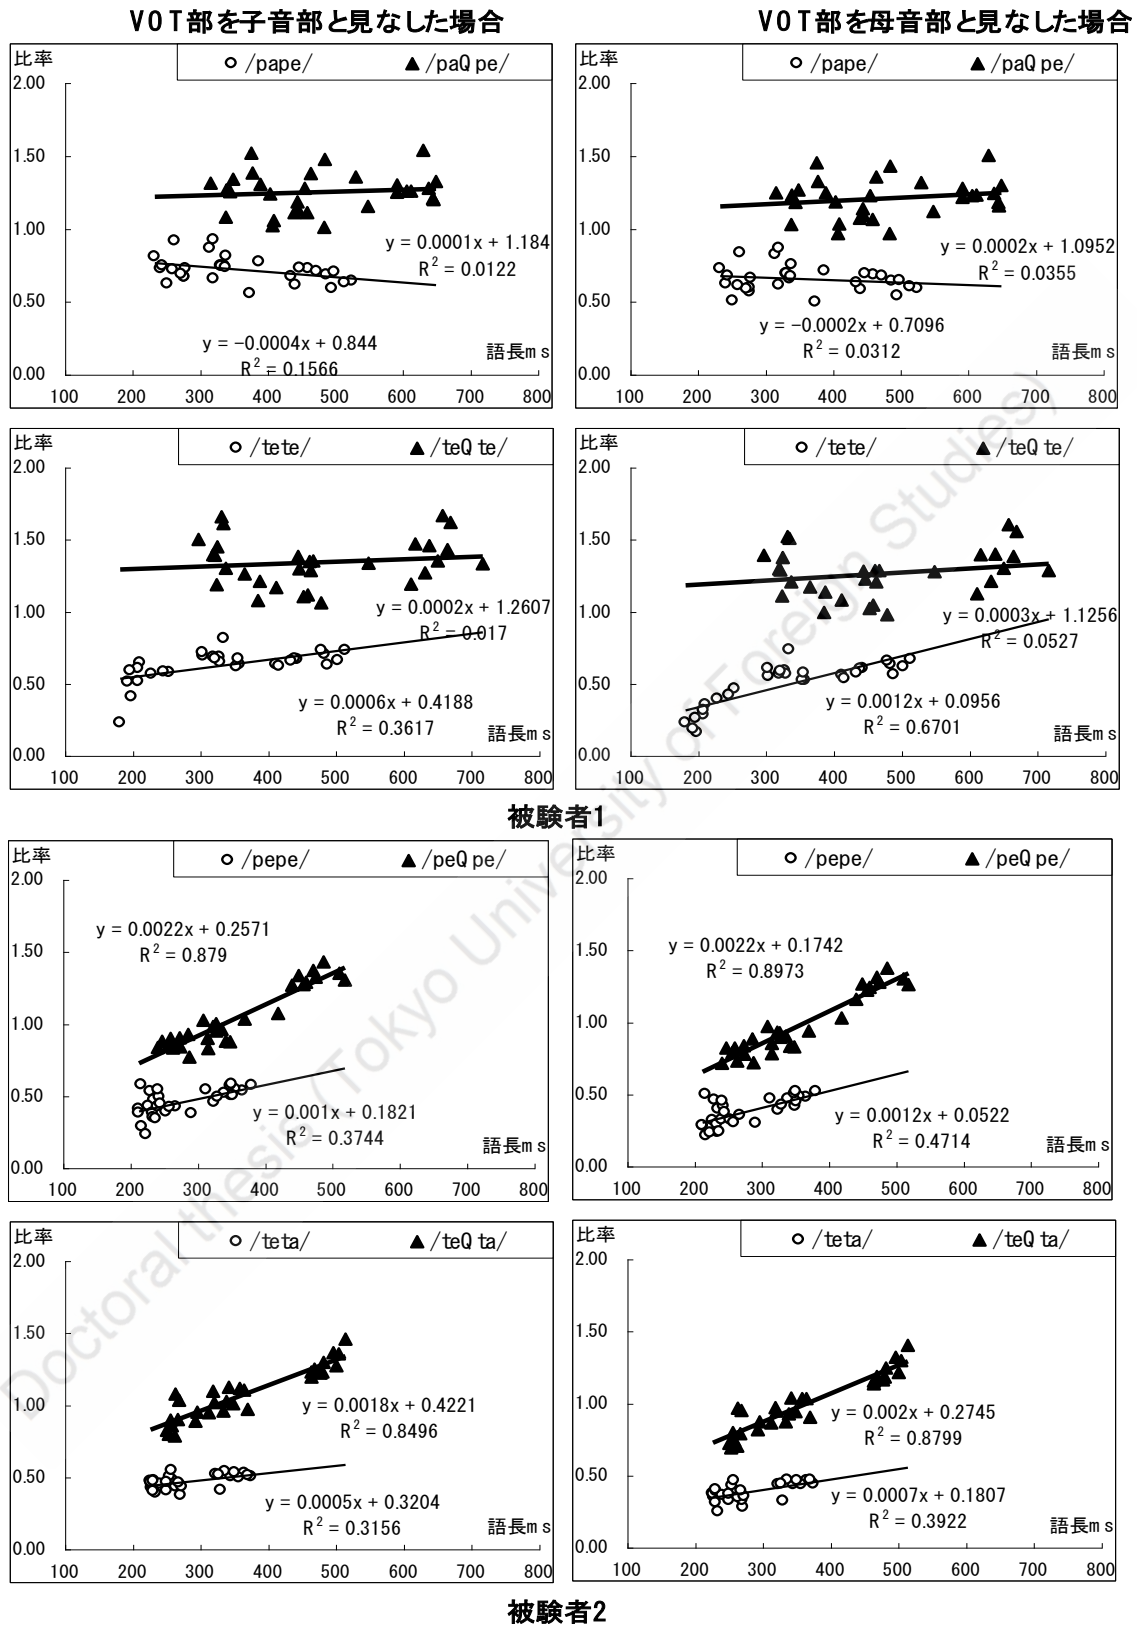 VOT部を子音部と見なした場合
VOT部を母音部と見なした場合
比率
/pape/ /paQpe/
2.00
1.50
1.00
0.50
0.00
y = 0.0001x + 1.184
R² = 0.0122
y = −0.0004x + 0.844
R² = 0.1566
語長ms
100 200 300 400 500 600 700 800
比率
/pape/ /paQpe/
2.00
1.50
1.00
0.50
0.00
y = 0.0002x + 1.0952
R² = 0.0355
y = −0.0002x + 0.7096
R² = 0.0312
語長ms
100 200 300 400 500 600 700 800
比率
/tete/ /teQte/
2.00
1.50
1.00
0.50
0.00
y = 0.0002x + 1.2607
R² = 0.017
y = 0.0006x + 0.4188
R² = 0.3617
語長ms
100 200 300 400 500 600 700 800
比率
/tete/ /teQte/
2.00
1.50
1.00
0.50
0.00
y = 0.0003x + 1.1256
R² = 0.0527
y = 0.0012x + 0.0956
R² = 0.6701
語長ms
100 200 300 400 500 600 700 800
被験者1
比率
/pepe/ /peQpe/
2.00
1.50
1.00
0.50
0.00
y = 0.0022x + 0.2571
R² = 0.879
y = 0.001x + 0.1821
R² = 0.3744
語長ms
100 200 300 400 500 600 700 800
比率
/pepe/ /peQpe/
2.00
1.50
1.00
0.50
0.00
y = 0.0022x + 0.1742
R² = 0.8973
y = 0.0012x + 0.0522
R² = 0.4714
語長ms
100 200 300 400 500 600 700 800
比率
/teta/ /teQta/
2.00
1.50
1.00
0.50
0.00
y = 0.0018x + 0.4221
R² = 0.8496
y = 0.0005x + 0.3204
R² = 0.3156
語長ms
100 200 300 400 500 600 700 800
比率
/teta/ /teQta/
2.00
1.50
1.00
0.50
0.00
y = 0.002x + 0.2745
R² = 0.8799
y = 0.0007x + 0.1807
R² = 0.3922
語長ms
100 200 300 400 500 600 700 800
被験者2
Doctoral thesis (Tokyo University of Foreign Studies)